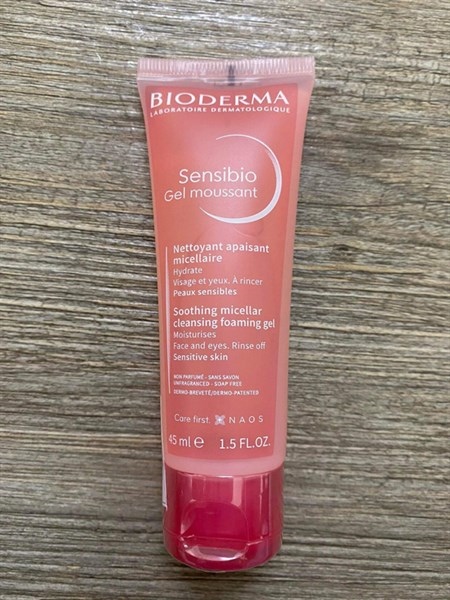 BIODERMA
LABORATOIRE DERMATOLOGIQUE
Sensibio
Gel moussant
Nettoyant apaisant
micellaire
Hydrate
Visage et yeux. À rincer
Peaux sensibles
Soothing micellar
cleansing foaming gel
Moisturises
Face and eyes. Rinse off
Sensitive skin
NON PARFUMÉ - SANS SAVON
UNFRAGRANCED - SOAP FREE
DERMO-BREVETÉ/DERMO-PATENTED
Care first. NAOS
45 ml e 1.5 FL.OZ.